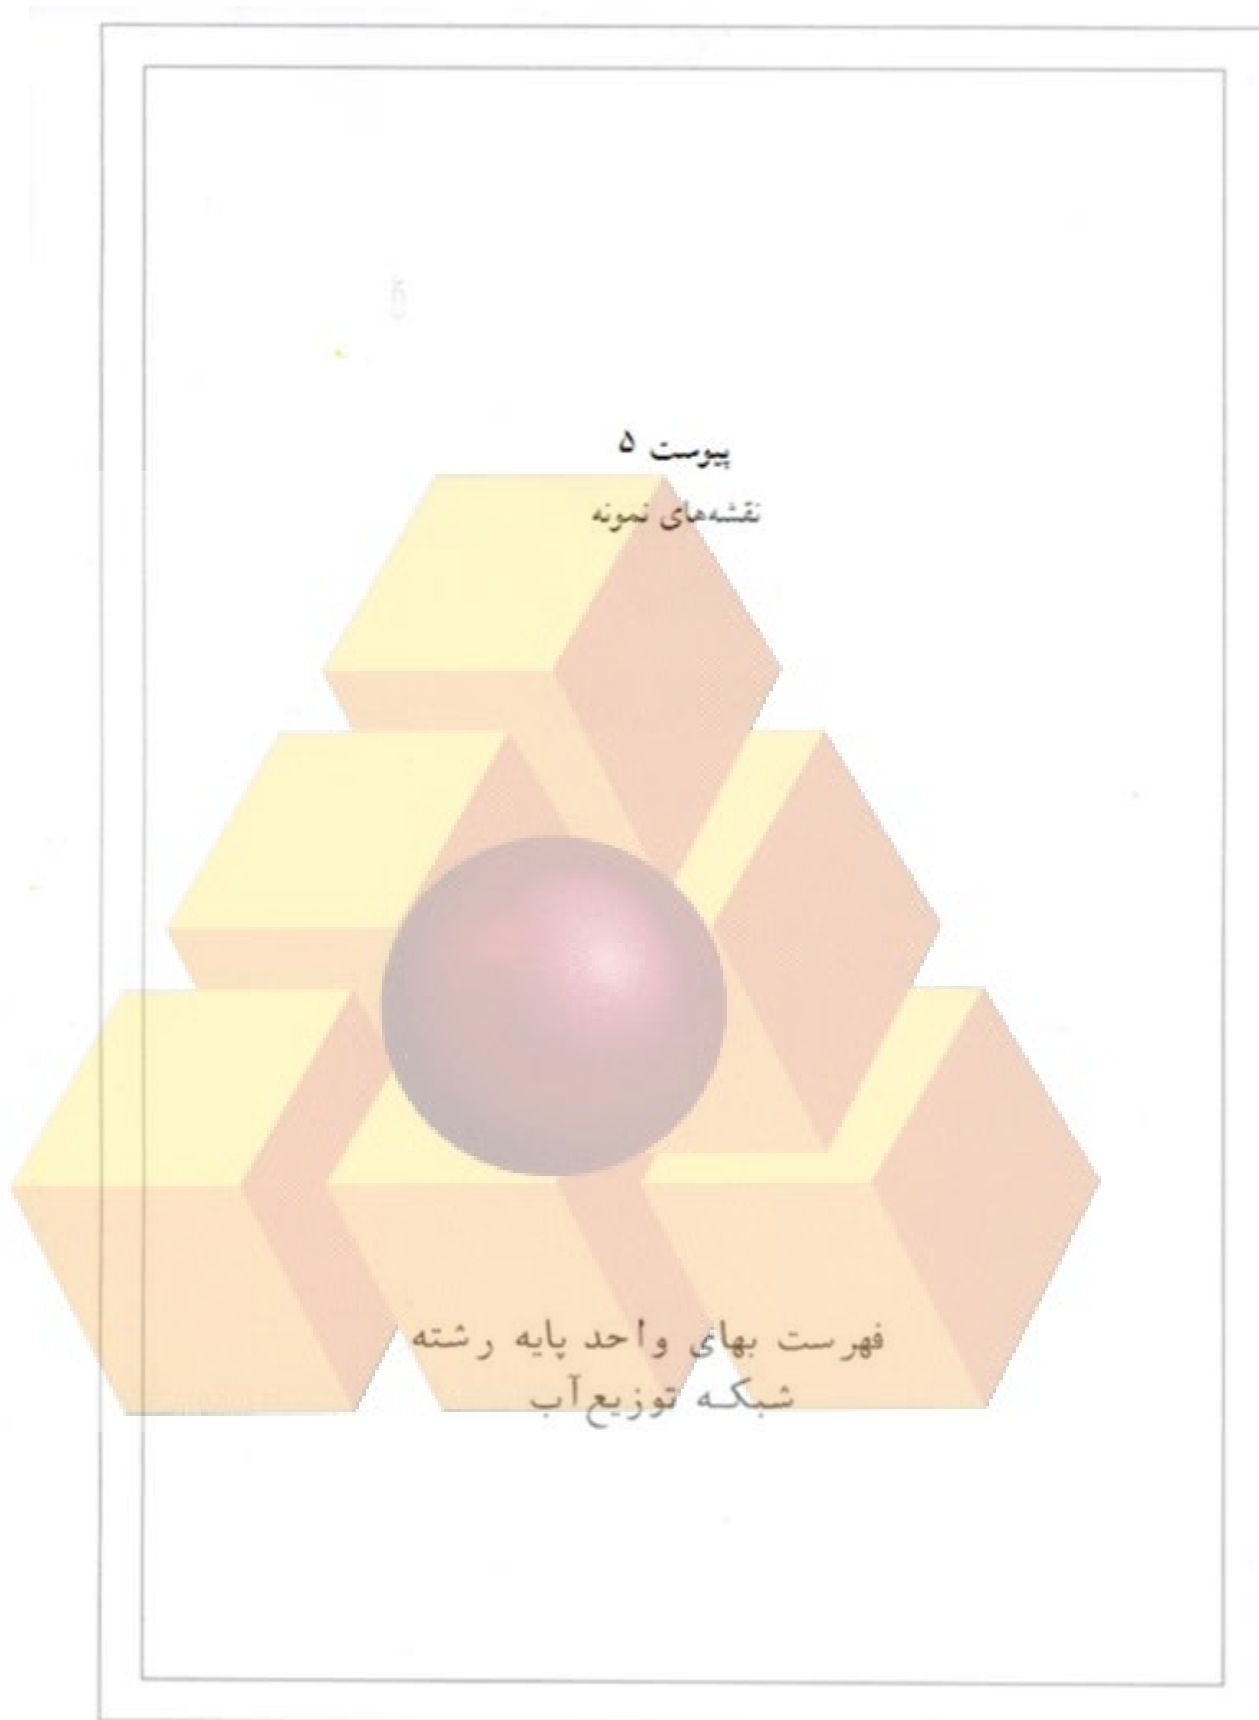 پیوست ۵
نقشه‌های نمونه
فهرست بهای واحد پایه رشته
شبکه توزیع آب